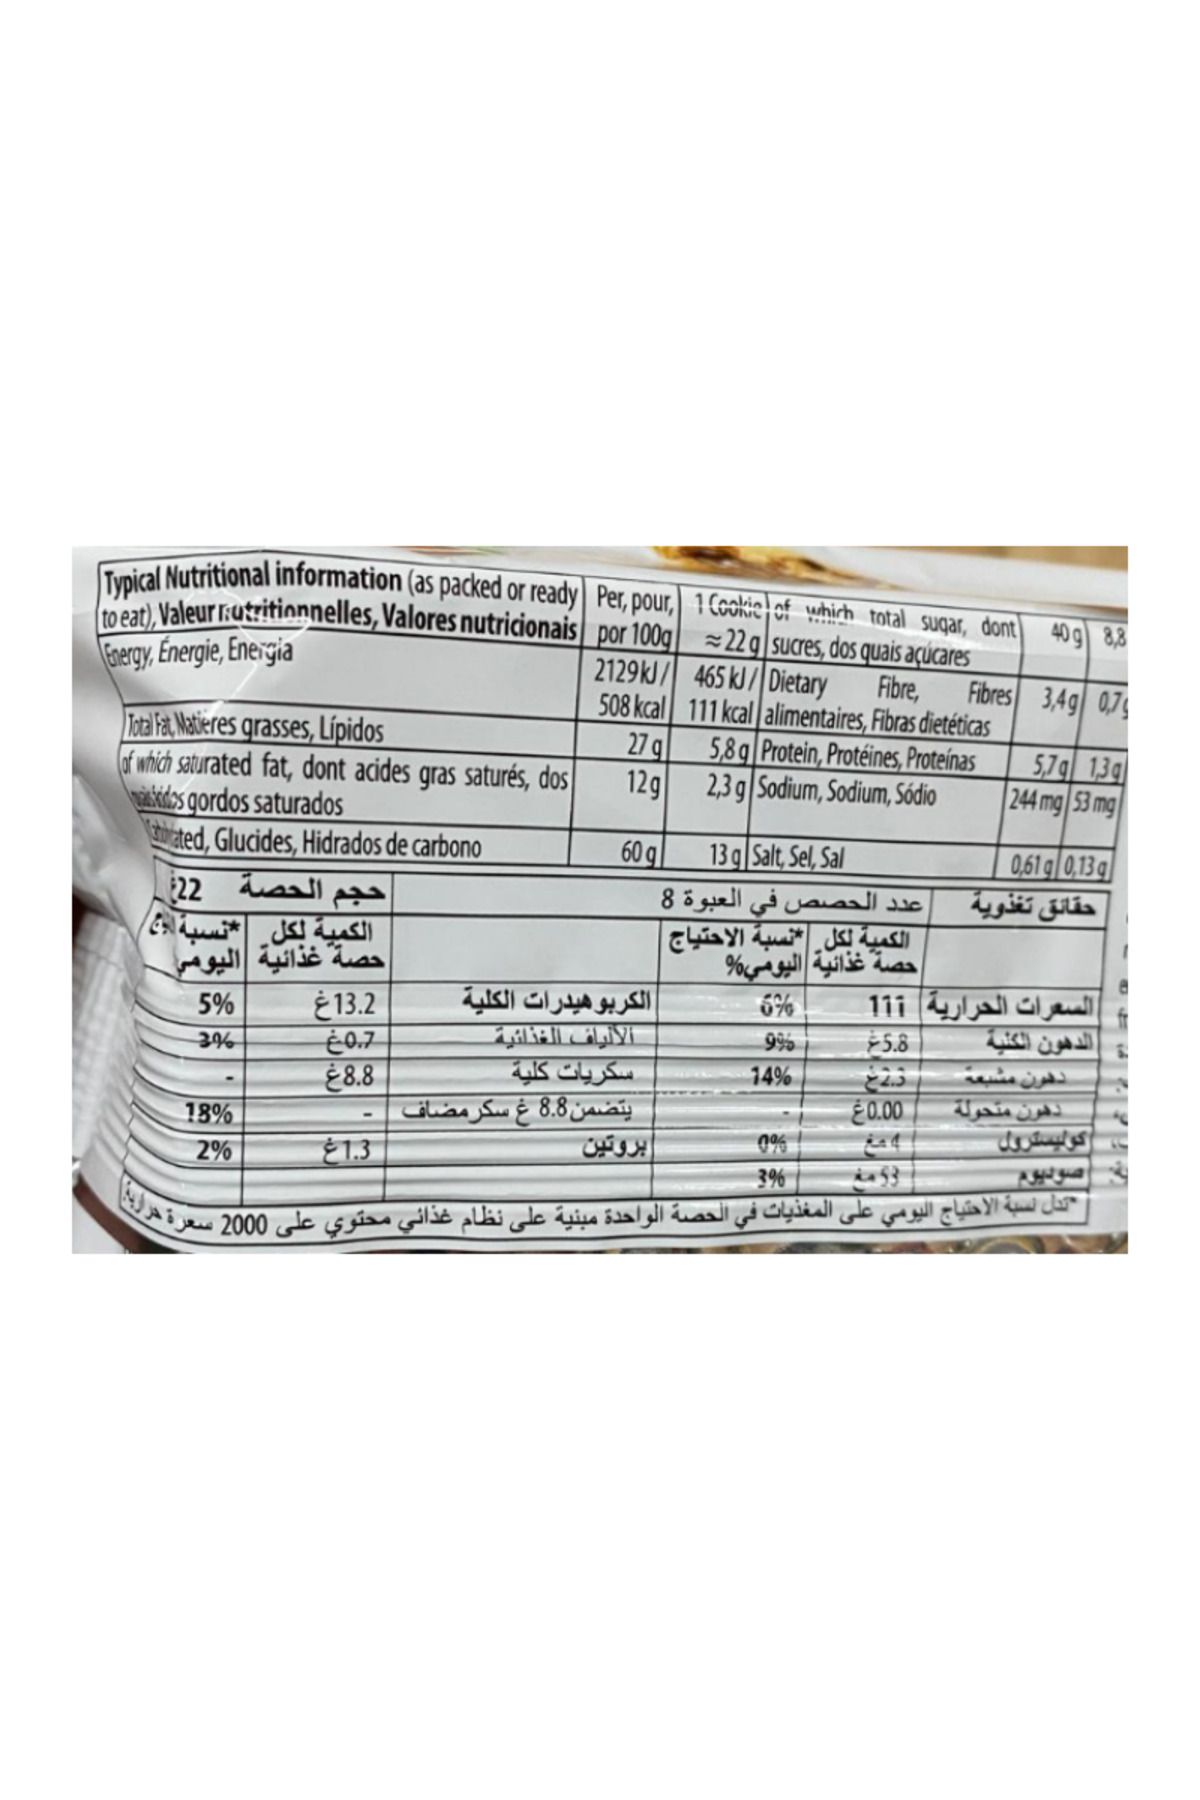 Typical Nutritional information (as packed or ready
to eat), Valeur nutritionnelles, Valores nutricionais
Per, pour,
por 100g
1 Cookie
≈22 g
Energy, Énergie, Energia
2129 kJ/
508 kcal
465 kJ/
111 kcal
Total Fat, Matières grasses, Lípidos
27 g
5,8 g
of which saturated fat, dont acides gras saturés, dos
gordos saturados
12 g
2,3 g
Glucides, Hidrados de carbono
60 g
13 g
of which total sugar, dont
sucres, dos quais açúcares
40 g
8,8
Dietary Fibre, Fibres
alimentaires, Fibras dietéticas
3,4 g
0,7g
Protein, Protéines, Proteínas
5,7 g
1,3 g
Sodium, Sodium, Sódio
244 mg
53 mg
Salt, Sel, Sal
0,61 g
0,13 g
حقائق تغذوية
عدد الحصص في العبوة 8
حجم الحصة 22غ
الكمية لكل
حصة غذائية
*نسبة الاحتياج
اليومي%
الكمية لكل
حصة غذائية
*نسبة
اليومي
السعرات الحرارية 111 6%
الكربوهيدرات الكلية 13.2غ 5%
الدهون الكلية 5.8غ 9%
الألياف الغذائية 0.7غ 3%
دهون مشبعة 2.3غ 14%
سكريات كلية 8.8غ -
دهون متحولة 0.00غ -
يتضمن 8.8 غ سكر مضاف - 18%
كوليسترول 4مغ 0%
بروتين 1.3غ 2%
صوديوم 53مغ 3%
*تدل نسبة الاحتياج اليومي على المغذيات في الحصة الواحدة مبنية على نظام غذائي محتوي على 2000 سعرة حرارية